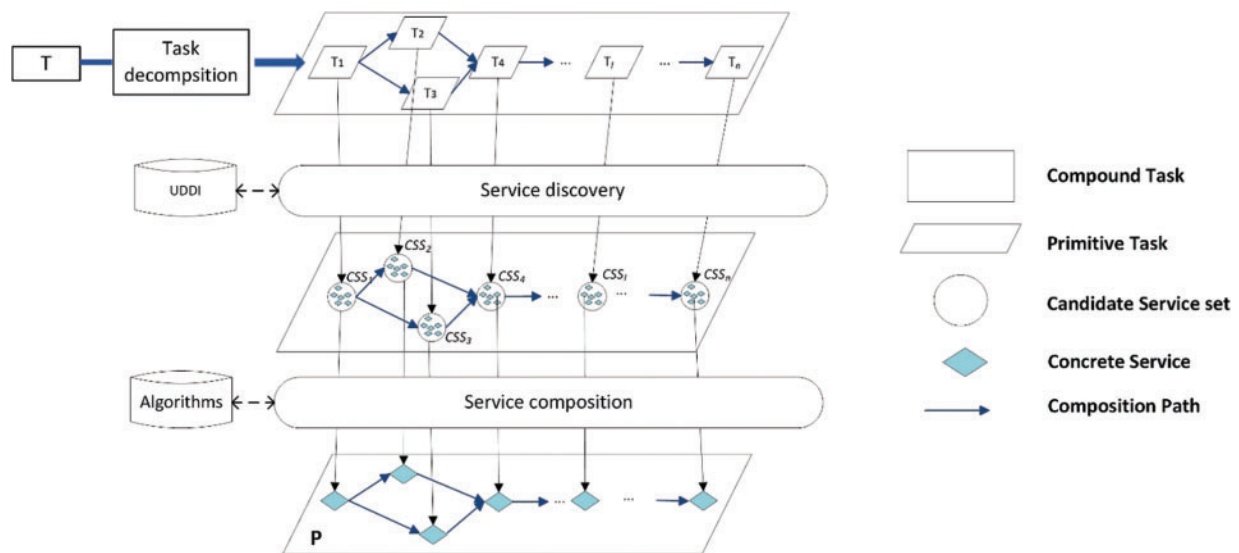 T
Task
decompsition
T1
T2
T3
T4
...
Tl
...
Tn
UDDI
Service discovery
CSS1
CSS2
CSS3
CSS4
...
CSSl
...
CSSn
Algorithms
Service composition
...
...
P
Compound Task
Primitive Task
Candidate Service set
Concrete Service
Composition Path